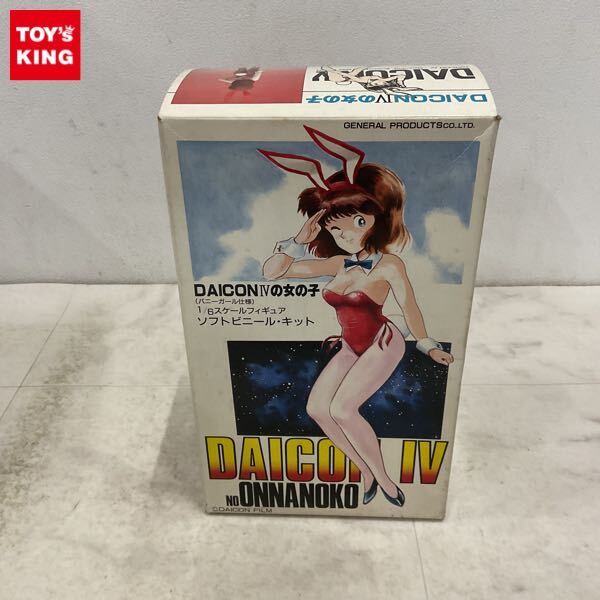 TOY's
KING
DAICON IV
DAICON IVの女の子
GENERAL PRODUCTS CO.,LTD.
DAICON IVの女の子
(バニーガール仕様)
1/6スケールフィギュア
ソフトビニール・キット
DAICON IV
NO ONNANOKO
©DAICON FILM